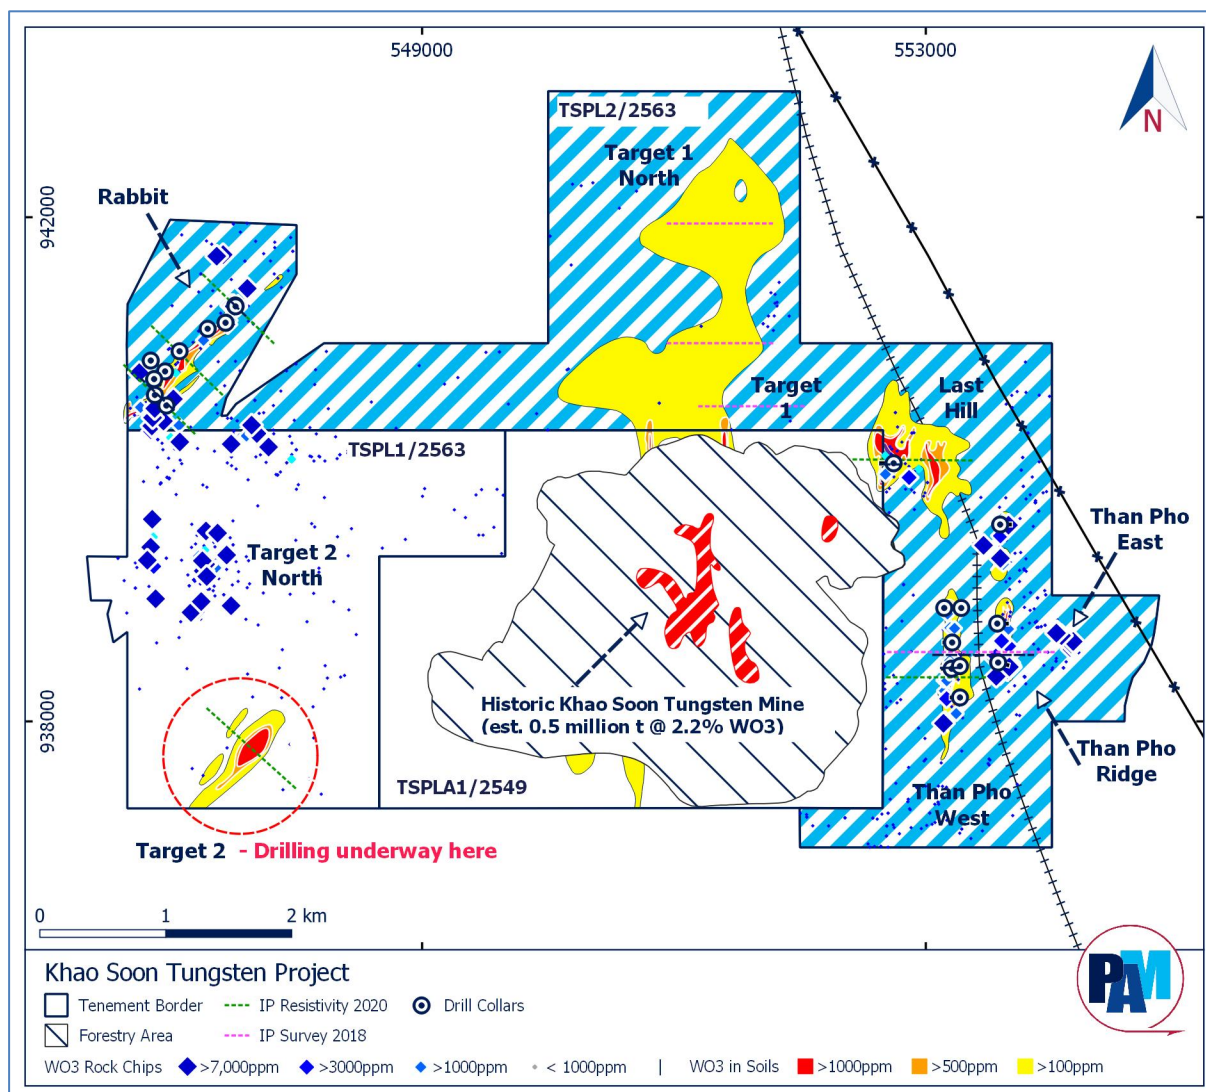 549000
553000
942000
938000
N
TSPL2/2563
Target 1
North
Rabbit
Target
1
Last
Hill
TSPL1/2563
Than Pho
East
Target 2
North
Historic Khao Soon Tungsten Mine
(est. 0.5 million t @ 2.2% WO3)
Than Pho
Ridge
TSPLA1/2549
Than Pho
West
Target 2 - Drilling underway here
0 1 2 km
Khao Soon Tungsten Project
Tenement Border IP Resistivity 2020 Drill Collars
Forestry Area IP Survey 2018
WO3 Rock Chips >7,000ppm >3000ppm >1000ppm < 1000ppm | WO3 in Soils >1000ppm >500ppm >100ppm
PAM